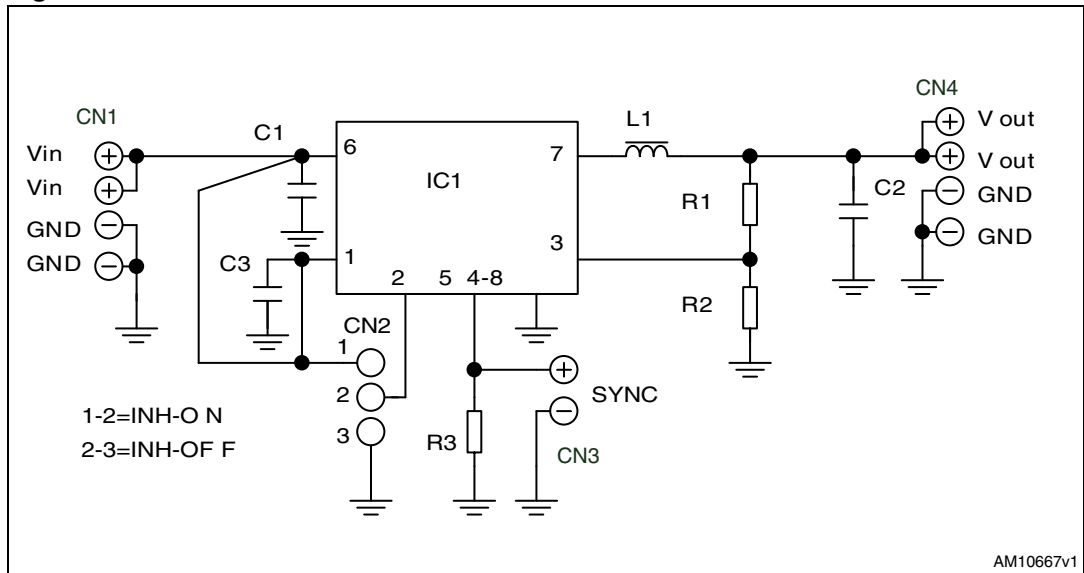 CN1
Vin
Vin
GND
GND
C1
6
IC1
7
L1
CN4
V out
V out
GND
GND
C2
R1
R2
3
C3
1
2
5
4-8
CN2
1
2
3
1-2=INH-O N
2-3=INH-OF F
R3
SYNC
CN3
AM10667v1